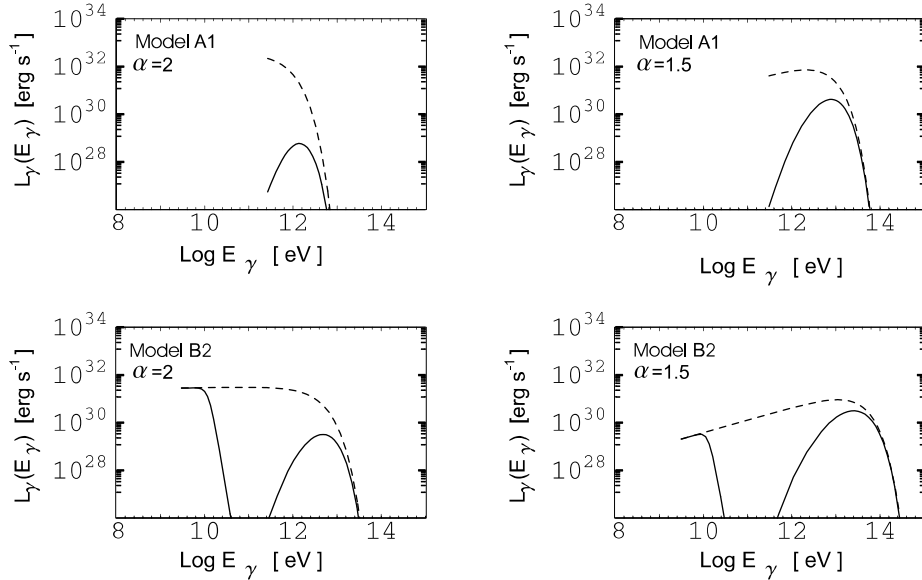 10^34
10^32
10^30
10^28
L_γ(E_γ) [erg s^-1]
Model A1
α=2
8 10 12 14
Log E_γ [eV]
10^34
10^32
10^30
10^28
L_γ(E_γ) [erg s^-1]
Model A1
α=1.5
8 10 12 14
Log E_γ [eV]
10^34
10^32
10^30
10^28
L_γ(E_γ) [erg s^-1]
Model B2
α=2
8 10 12 14
Log E_γ [eV]
10^34
10^32
10^30
10^28
L_γ(E_γ) [erg s^-1]
Model B2
α=1.5
8 10 12 14
Log E_γ [eV]